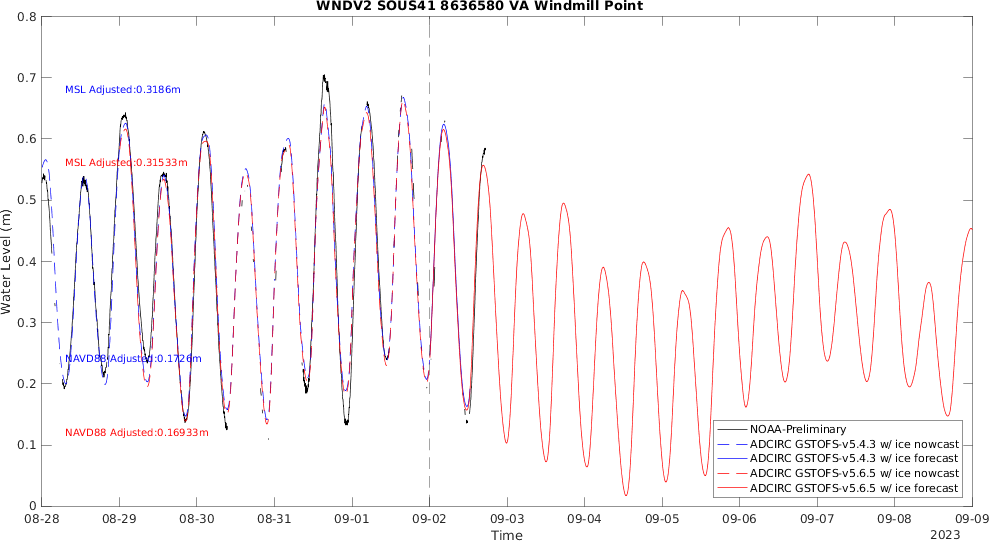 WNDV2 SOUS41 8636580 VA Windmill Point
0.8
0.7
0.6
0.5
0.4
0.3
0.2
0.1
0
Water Level (m)
MSL Adjusted:0.3186m
MSL Adjusted:0.31533m
NAVD88 Adjusted:0.1726m
NAVD88 Adjusted:0.16933m
NOAA-Preliminary
ADCIRC GSTOFS-v5.4.3 w/ ice nowcast
ADCIRC GSTOFS-v5.4.3 w/ ice forecast
ADCIRC GSTOFS-v5.6.5 w/ ice nowcast
ADCIRC GSTOFS-v5.6.5 w/ ice forecast
08-28 08-29 08-30 08-31 09-01 09-02 09-03 09-04 09-05 09-06 09-07 09-08 09-09
Time
2023